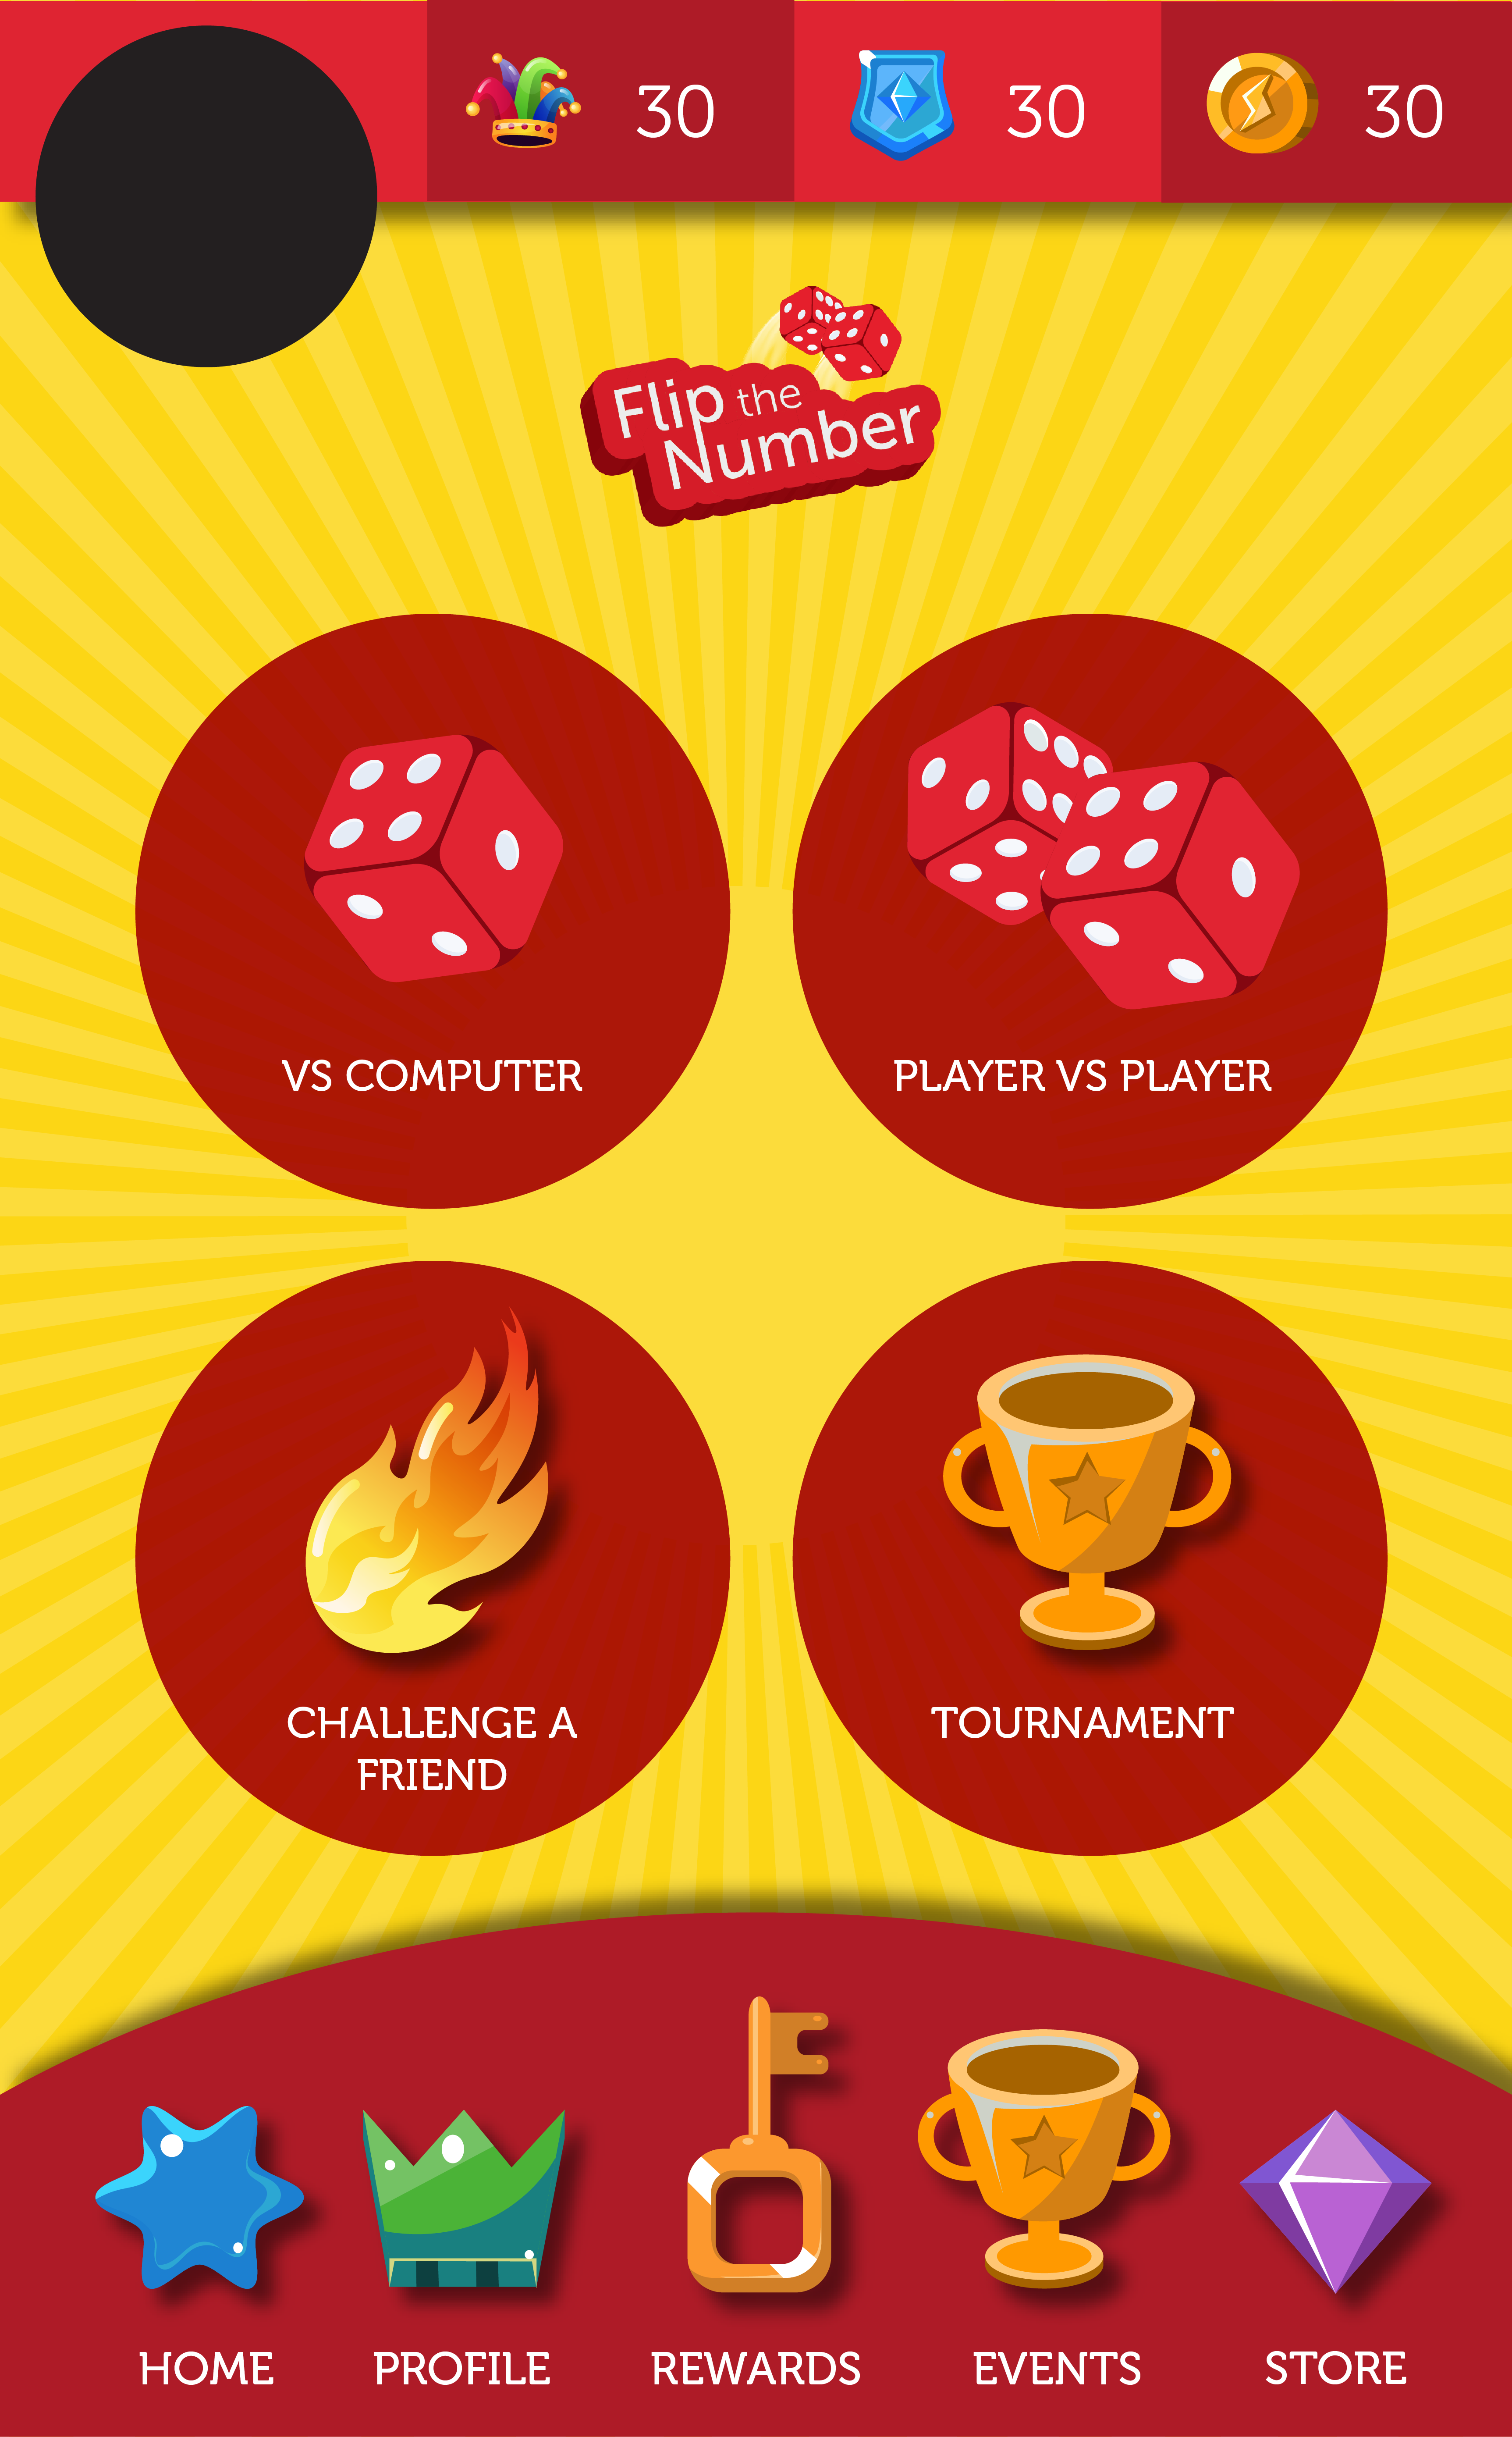 30
30
30
Flip the
Number
VS COMPUTER
PLAYER VS PLAYER
CHALLENGE A
FRIEND
TOURNAMENT
HOME
PROFILE
REWARDS
EVENTS
STORE